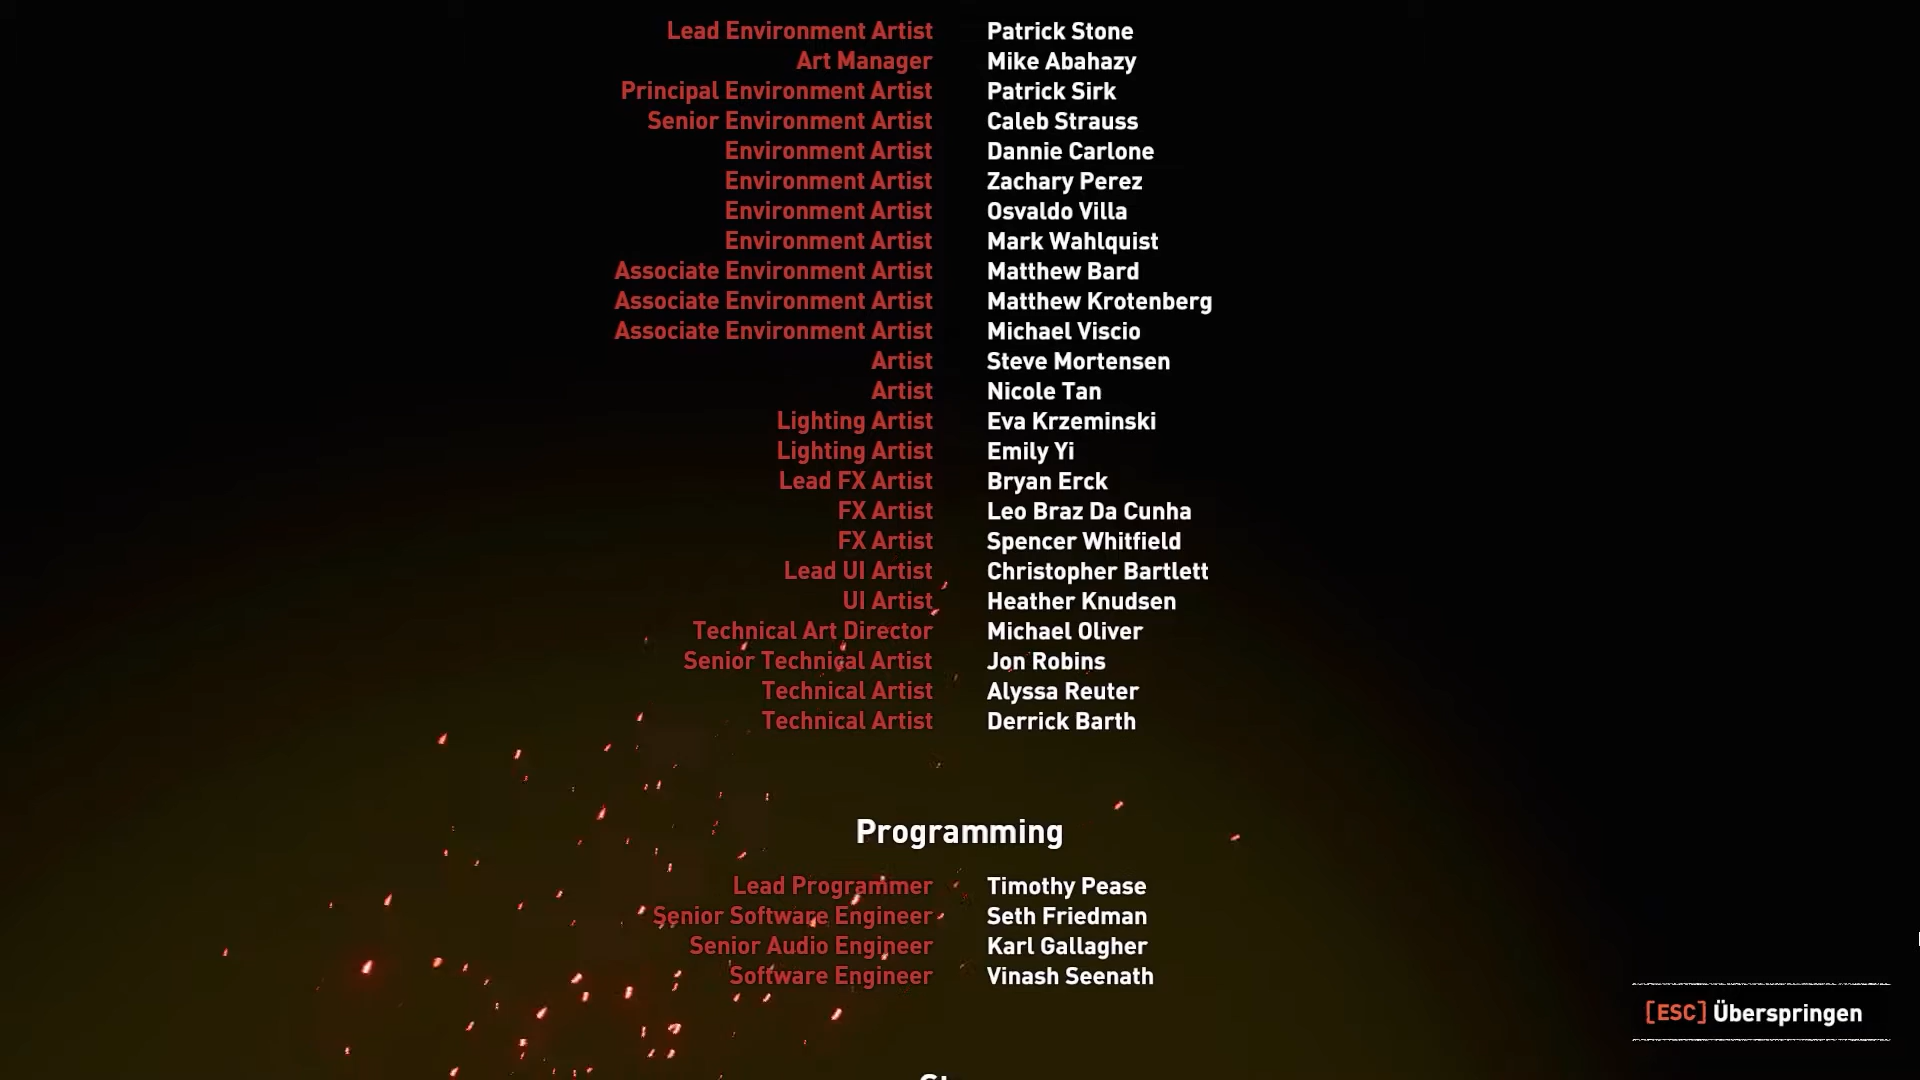 Lead Environment Artist Patrick Stone
Art Manager Mike Abahazy
Principal Environment Artist Patrick Sirk
Senior Environment Artist Caleb Strauss
Environment Artist Dannie Carlone
Environment Artist Zachary Perez
Environment Artist Osvaldo Villa
Environment Artist Mark Wahlquist
Associate Environment Artist Matthew Bard
Associate Environment Artist Matthew Krotenberg
Associate Environment Artist Michael Viscio
Artist Steve Mortensen
Artist Nicole Tan
Lighting Artist Eva Krzeminski
Lighting Artist Emily Yi
Lead FX Artist Bryan Erck
FX Artist Leo Braz Da Cunha
FX Artist Spencer Whitfield
Lead UI Artist Christopher Bartlett
UI Artist Heather Knudsen
Technical Art Director Michael Oliver
Senior Technical Artist Jon Robins
Technical Artist Alyssa Reuter
Technical Artist Derrick Barth
Programming
Lead Programmer Timothy Pease
Senior Software Engineer Seth Friedman
Senior Audio Engineer Karl Gallagher
Software Engineer Vinash Seenath
[ESC] Überspringen